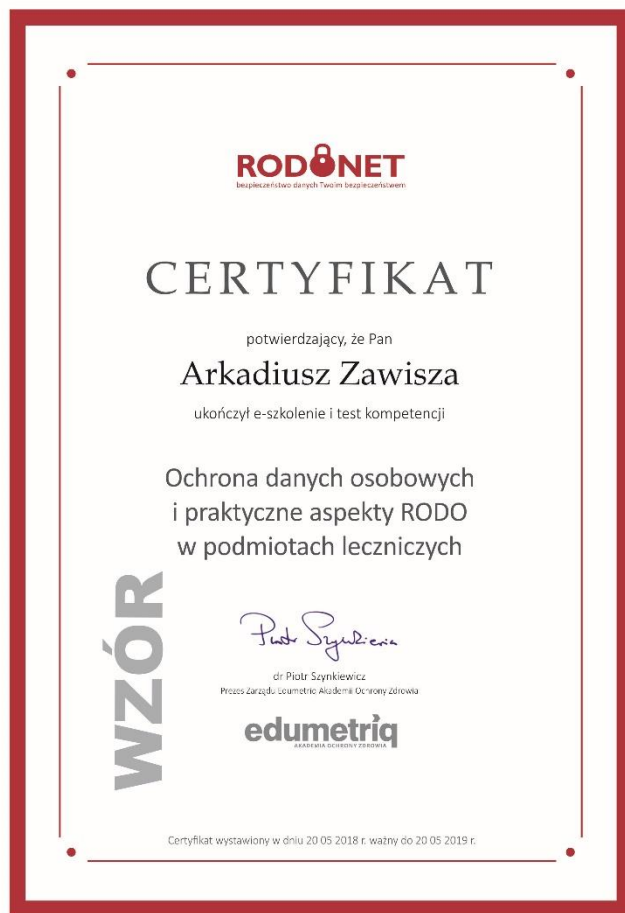 RODONET
bezpieczeństwo danych Twoim bezpieczeństwem
CERTYFIKAT
potwierdzający, że Pan
Arkadiusz Zawisza
ukończył e-szkolenie i test kompetencji
Ochrona danych osobowych
i praktyczne aspekty RODO
w podmiotach leczniczych
WZÓR
Piotr Szynkiewicz
dr Piotr Szynkiewicz
Prezes Zarządu Edumetriq Akademii Ochrony Zdrowia
edumetriq
AKADEMIA OCHRONY ZDROWIA
Certyfikat wystawiony w dniu 20 05 2018 r. ważny do 20 05 2019 r.